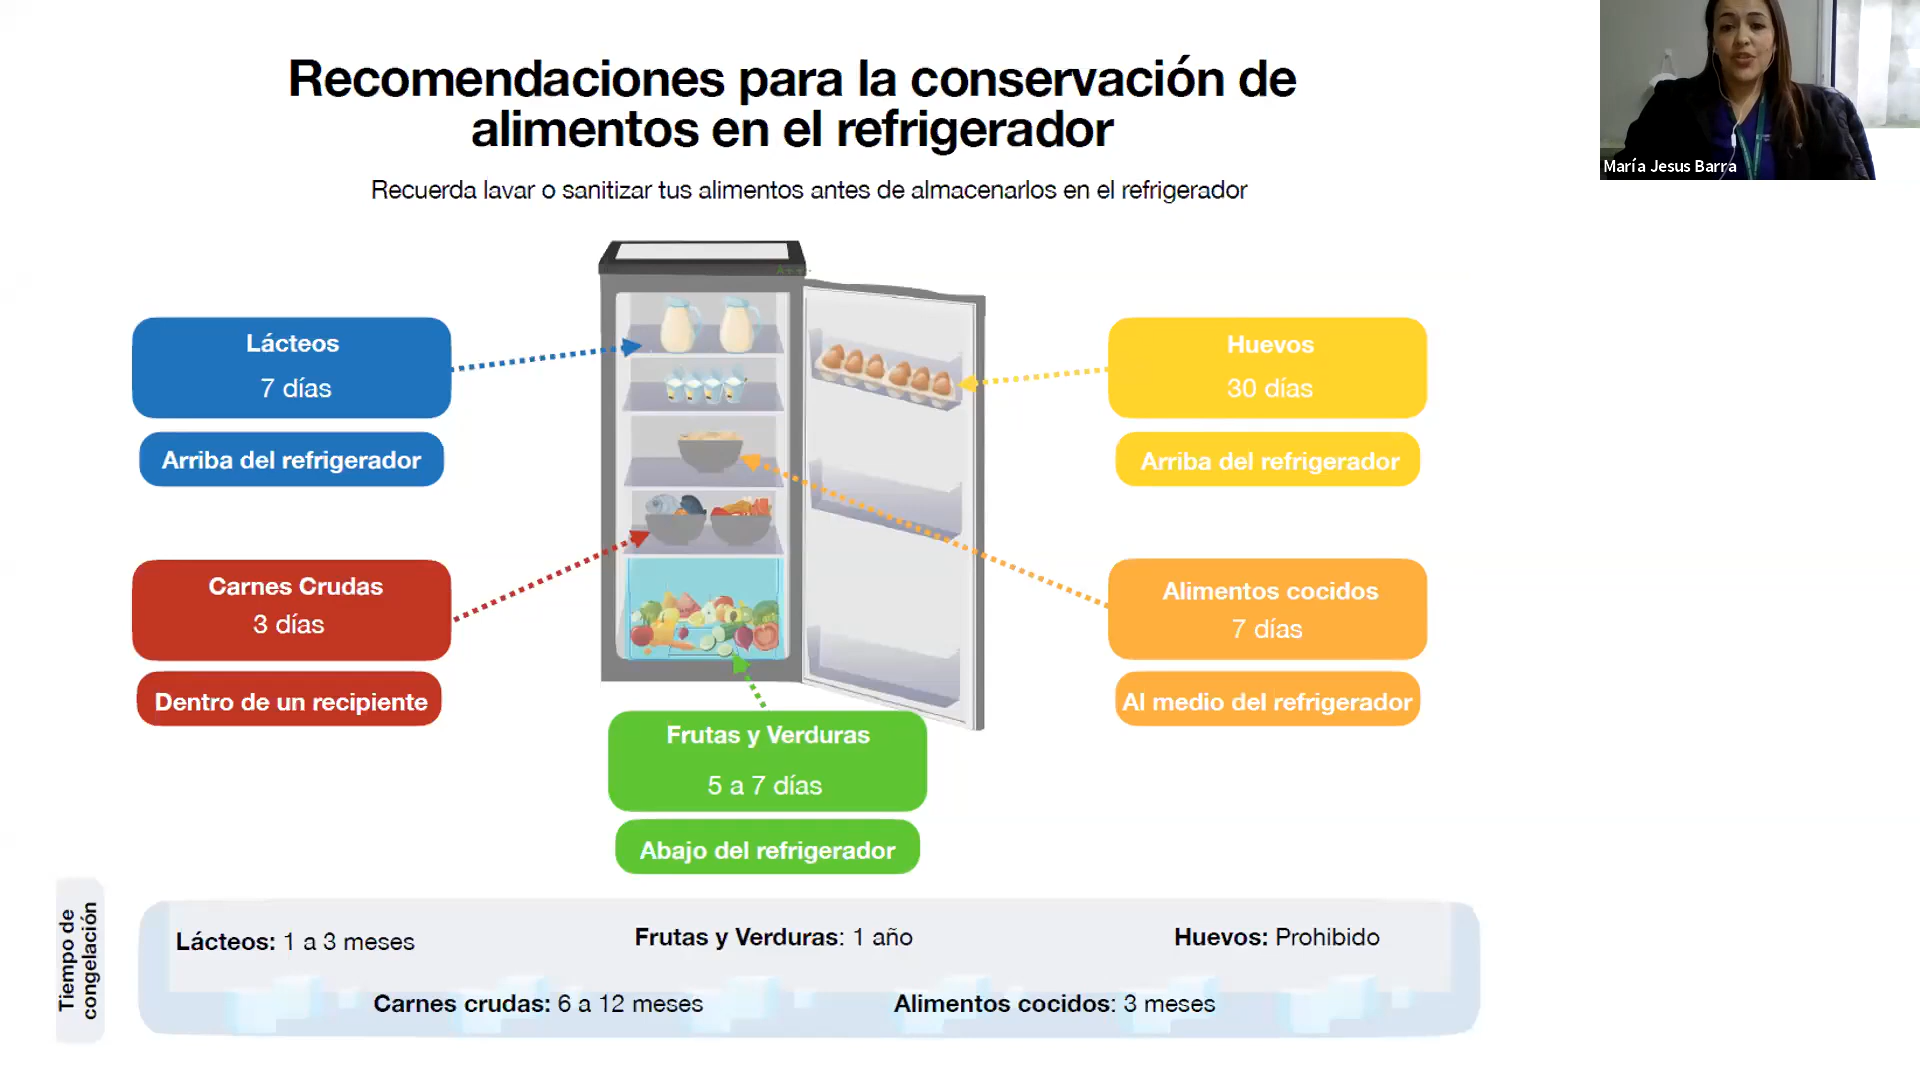 Recomendaciones para la conservación de
alimentos en el refrigerador
Recuerda lavar o sanitizar tus alimentos antes de almacenarlos en el refrigerador
María Jesus Barra
Lácteos
7 días
Arriba del refrigerador
Huevos
30 días
Arriba del refrigerador
Carnes Crudas
3 días
Dentro de un recipiente
Alimentos cocidos
7 días
Al medio del refrigerador
Frutas y Verduras
5 a 7 días
Abajo del refrigerador
Tiempo de
congelación
Lácteos: 1 a 3 meses
Frutas y Verduras: 1 año
Huevos: Prohibido
Carnes crudas: 6 a 12 meses
Alimentos cocidos: 3 meses